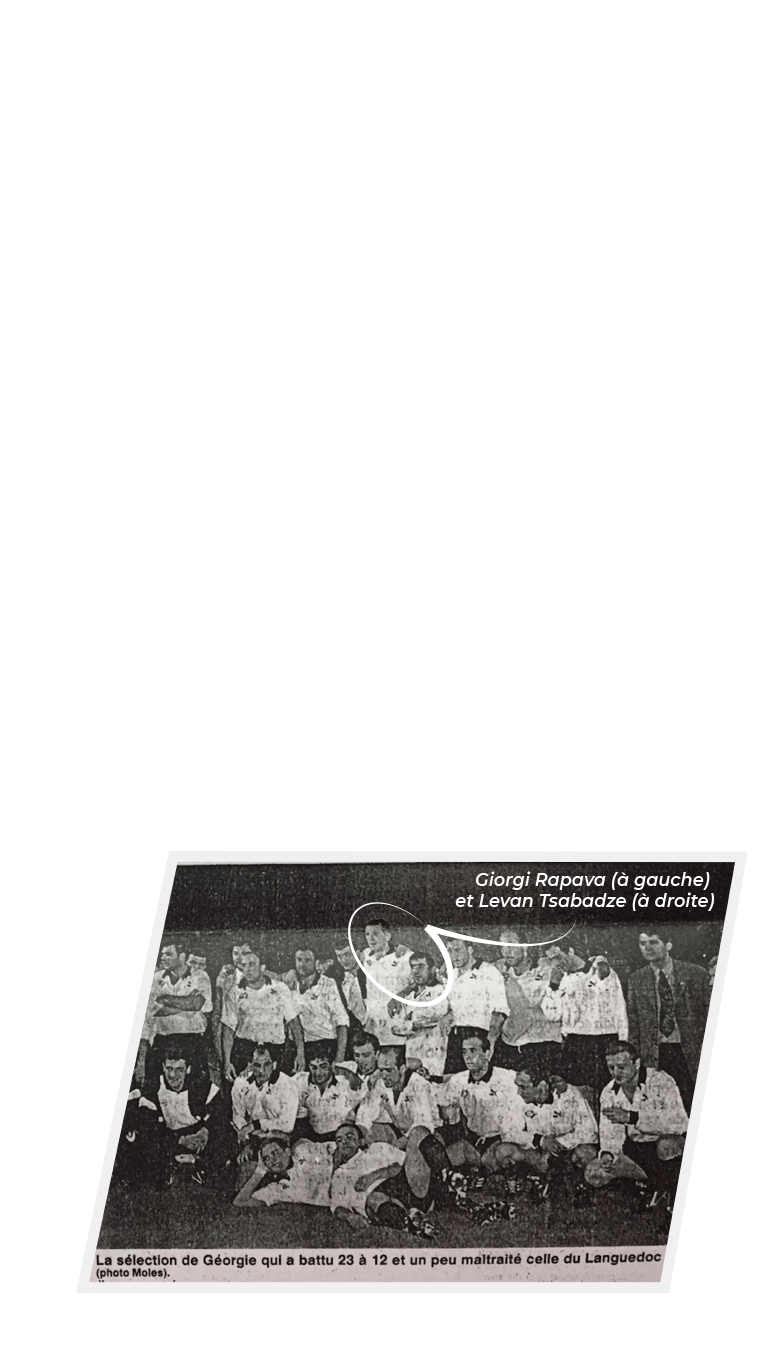 Giorgi Rapava (à gauche)
et Levan Tsabadze (à droite)
La sélection de Géorgie qui a battu 23 à 12 et un peu maltraité celle du Languedoc
(photo Moles).